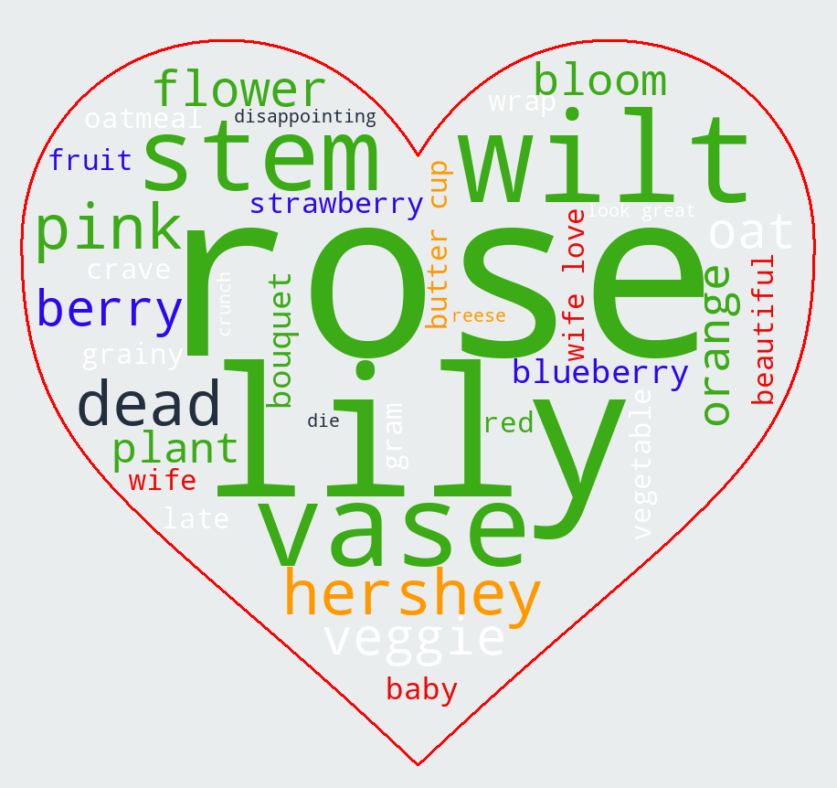 flower
bloom
wrap
oatmeal
disappointing
stem
wilt
fruit
strawberry
butter cup
look great
pink
rose
oat
crave
crunch
wife love
beautiful
orange
berry
bouquet
reese
grainy
blueberry
dead
lily
die
gram
red
vegetable
plant
wife
late
vase
hershey
veggie
baby